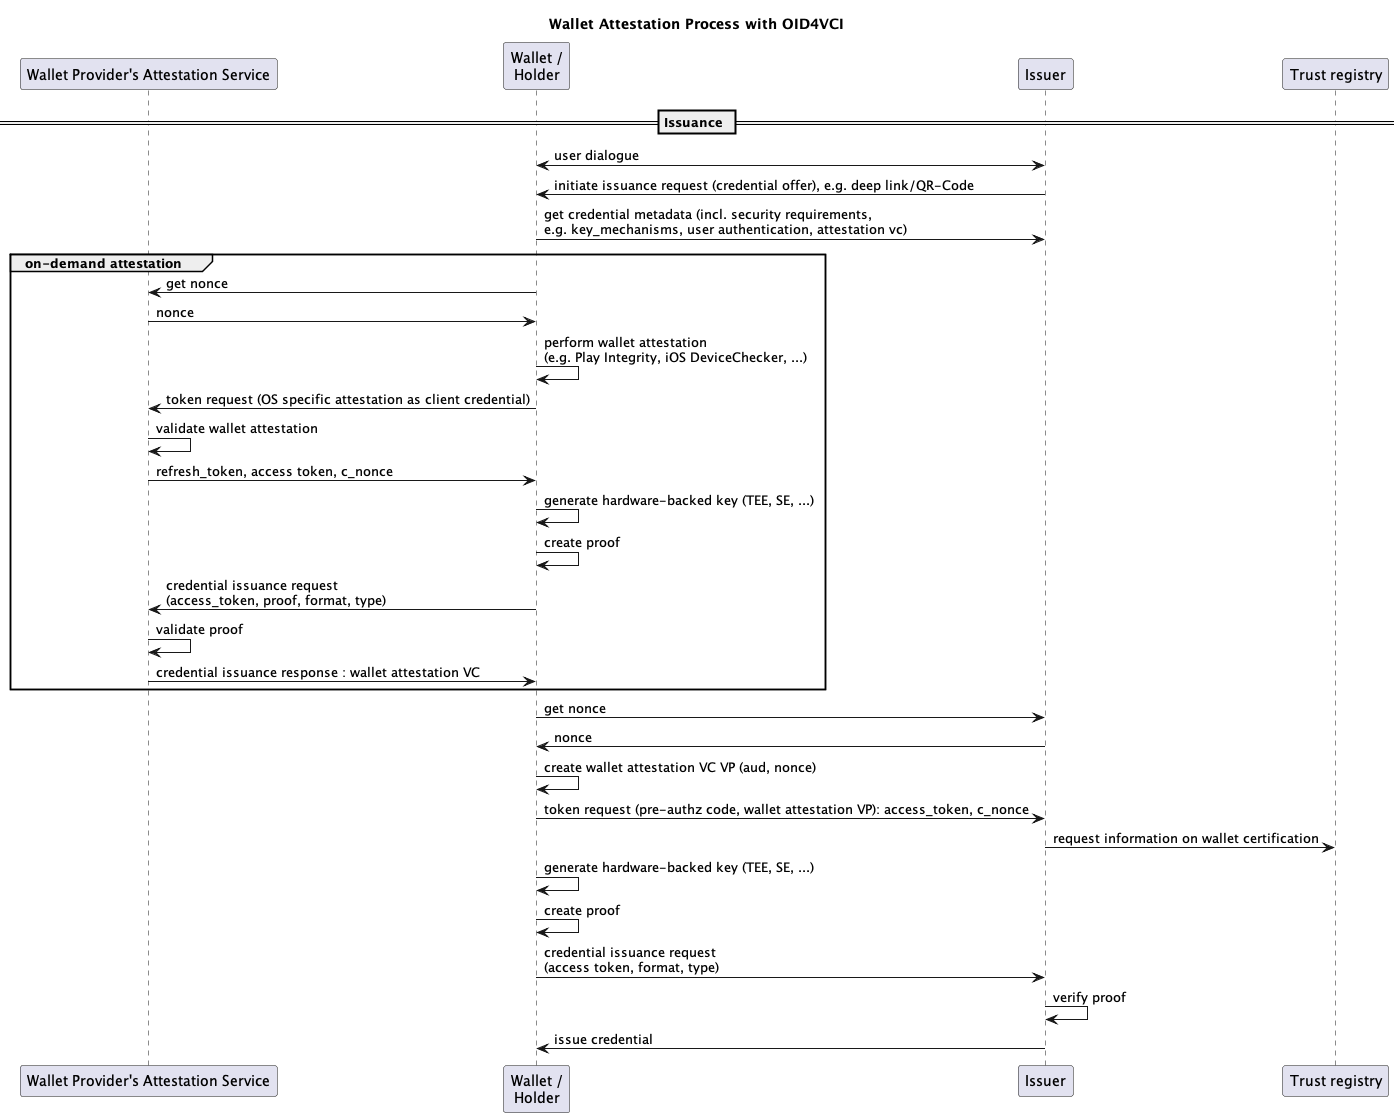 Wallet Attestation Process with OID4VCI
Wallet Provider's Attestation Service
Wallet /
Holder
Issuer
Trust registry
Issuance
user dialogue
initiate issuance request (credential offer), e.g. deep link/QR-Code
get credential metadata (incl. security requirements,
e.g. key_mechanisms, user authentication, attestation vc)
on-demand attestation
get nonce
nonce
perform wallet attestation
(e.g. Play Integrity, iOS DeviceChecker, ...)
token request (OS specific attestation as client credential)
validate wallet attestation
refresh_token, access token, c_nonce
generate hardware-backed key (TEE, SE, ...)
create proof
credential issuance request
(access_token, proof, format, type)
validate proof
credential issuance response : wallet attestation VC
get nonce
nonce
create wallet attestation VC VP (aud, nonce)
token request (pre-authz code, wallet attestation VP): access_token, c_nonce
request information on wallet certification
generate hardware-backed key (TEE, SE, ...)
create proof
credential issuance request
(access token, format, type)
verify proof
issue credential
Wallet Provider's Attestation Service
Wallet /
Holder
Issuer
Trust registry